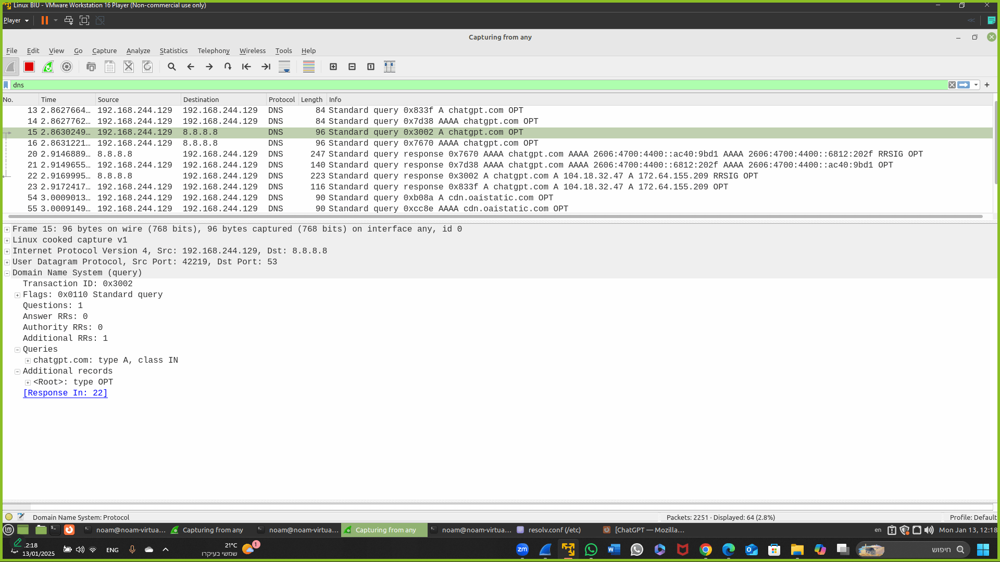 Linux BIU - VMware Workstation 16 Player (Non-commercial use only)
Player
Capturing from any
File Edit View Go Capture Analyze Statistics Telephony Wireless Tools Help
dns
No. Time Source Destination Protocol Length Info
13 2.8627664… 192.168.244.129 192.168.244.129 DNS 84 Standard query 0x833f A chatgpt.com OPT
14 2.8627762… 192.168.244.129 192.168.244.129 DNS 84 Standard query 0x7d38 AAAA chatgpt.com OPT
15 2.8630249… 192.168.244.129 8.8.8.8 DNS 96 Standard query 0x3002 A chatgpt.com OPT
16 2.8631221… 192.168.244.129 8.8.8.8 DNS 96 Standard query 0x7670 AAAA chatgpt.com OPT
20 2.9146889… 8.8.8.8 192.168.244.129 DNS 247 Standard query response 0x7670 AAAA chatgpt.com AAAA 2606:4700:4400::ac40:9bd1 AAAA 2606:4700:4400::6812:202f RRSIG OPT
21 2.9149655… 192.168.244.129 192.168.244.129 DNS 140 Standard query response 0x7d38 AAAA chatgpt.com AAAA 2606:4700:4400::6812:202f AAAA 2606:4700:4400::ac40:9bd1 OPT
22 2.9169995… 8.8.8.8 192.168.244.129 DNS 223 Standard query response 0x3002 A chatgpt.com A 104.18.32.47 A 172.64.155.209 RRSIG OPT
23 2.9172417… 192.168.244.129 192.168.244.129 DNS 116 Standard query response 0x833f A chatgpt.com A 104.18.32.47 A 172.64.155.209 OPT
54 3.0009013… 192.168.244.129 192.168.244.129 DNS 90 Standard query 0xb08a A cdn.oaistatic.com OPT
55 3.0009149… 192.168.244.129 192.168.244.129 DNS 90 Standard query 0xcc8e AAAA cdn.oaistatic.com OPT
Frame 15: 96 bytes on wire (768 bits), 96 bytes captured (768 bits) on interface any, id 0
Linux cooked capture v1
Internet Protocol Version 4, Src: 192.168.244.129, Dst: 8.8.8.8
User Datagram Protocol, Src Port: 42219, Dst Port: 53
Domain Name System (query)
Transaction ID: 0x3002
Flags: 0x0110 Standard query
Questions: 1
Answer RRs: 0
Authority RRs: 0
Additional RRs: 1
Queries
chatgpt.com: type A, class IN
Additional records
<Root>: type OPT
[Response In: 22]
Domain Name System: Protocol Packets: 2251 · Displayed: 64 (2.8%) Profile: Default
noam@noam-virtua… Capturing from any noam@noam-virtua… Capturing from any noam@noam-virtua… resolv.conf (/etc) [ChatGPT — Mozilla… en Mon Jan 13, 12:18
12:18
13/01/2025
ENG
21°C
שמשי בעיקרו
1
zm
חיפוש